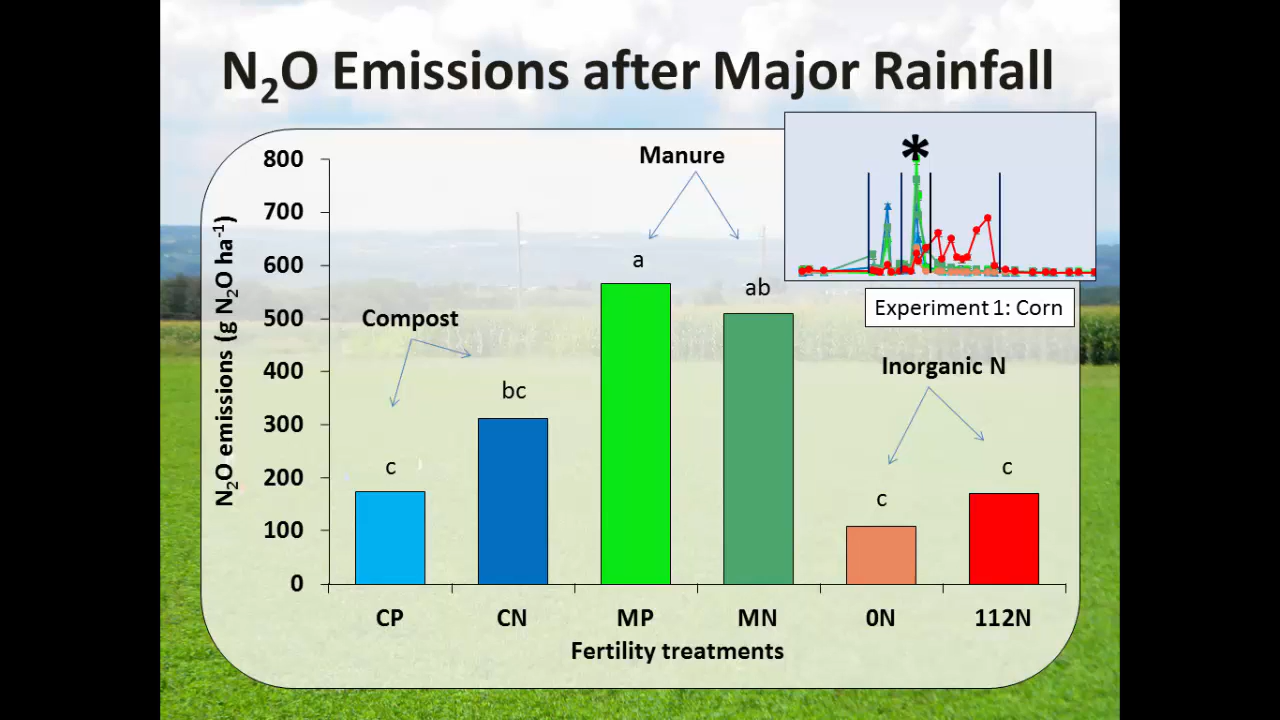 N₂O Emissions after Major Rainfall
*
Experiment 1: Corn
N₂O emissions (g N₂O ha⁻¹)
800
700
600
500
400
300
200
100
0
Compost
Manure
Inorganic N
c
bc
a
ab
c
c
CP
CN
MP
MN
0N
112N
Fertility treatments